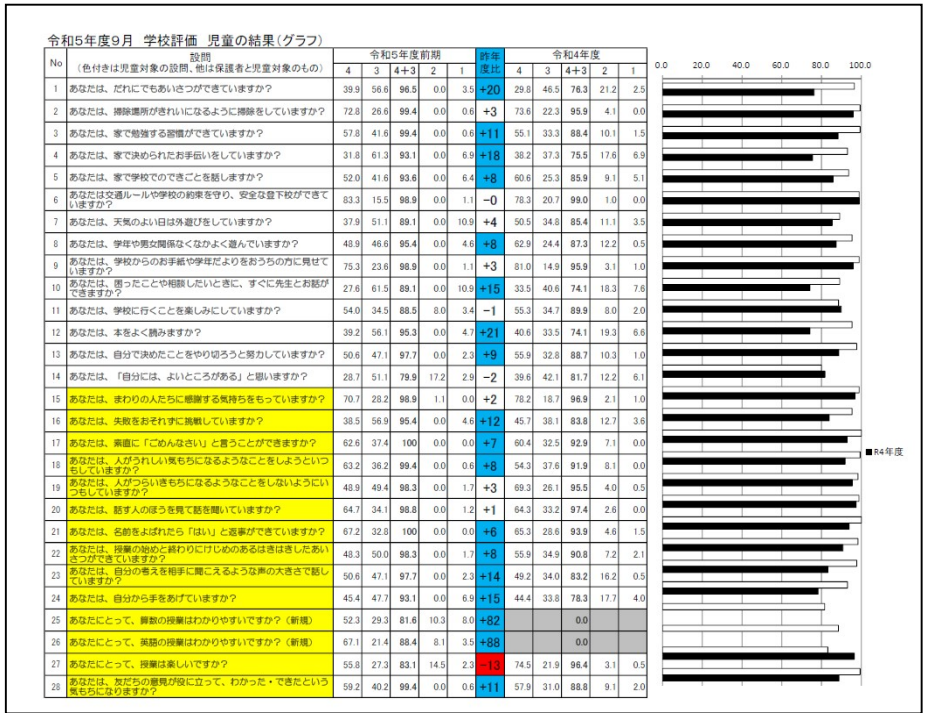 令和5年度9月 学校評価 児童の結果(グラフ)
No 設問 令和5年度前期 昨年度比 令和4年度
(色付きは児童対象の設問、他は保護者と児童対象のもの) 4 3 4+3 2 1 4 3 4+3 2 1
0.0 20.0 40.0 60.0 80.0 100.0
1 あなたは、だれにでもあいさつができていますか? 39.9 56.6 96.5 0.0 3.5 +20 29.8 46.5 76.3 21.2 2.5
2 あなたは、掃除場所がきれいになるように掃除をしていますか? 72.8 26.6 99.4 0.0 0.6 +3 73.6 22.3 95.9 4.1 0.0
3 あなたは、家で勉強する習慣ができていますか? 57.8 41.6 99.4 0.0 0.6 +11 55.1 33.3 88.4 10.1 1.5
4 あなたは、家で決められたお手伝いをしていますか? 31.8 61.3 93.1 0.0 6.9 +18 38.2 37.3 75.5 17.6 6.9
5 あなたは、家で学校でのできごとを話しますか? 52.0 41.6 93.6 0.0 6.4 +8 60.6 25.3 85.9 9.1 5.1
6 あなたは交通ルールや学校の約束を守り、安全な登下校ができて
いますか? 83.3 15.5 98.9 0.0 1.1 −0 78.3 20.7 99.0 1.0 0.0
7 あなたは、天気のよい日は外遊びをしていますか? 37.9 51.1 89.1 0.0 10.9 +4 50.5 34.8 85.4 11.1 3.5
8 あなたは、学年や男女関係なくなかよく遊んでいますか? 48.9 46.6 95.4 0.0 4.6 +8 62.9 24.4 87.3 12.2 0.5
9 あなたは、学校からのお手紙や学年だよりをおうちの方に見せて
いますか? 75.3 23.6 98.9 0.0 1.1 +3 81.0 14.9 95.9 3.1 1.0
10 あなたは、困ったことや相談したいときに、すぐに先生とお話が
できますか? 27.6 61.5 89.1 0.0 10.9 +15 33.5 40.6 74.1 18.3 7.6
11 あなたは、学校に行くことを楽しみにしていますか? 54.0 34.5 88.5 8.0 3.4 −1 55.3 34.7 89.9 8.0 2.0
12 あなたは、本をよく読みますか? 39.2 56.1 95.3 0.0 4.7 +21 40.6 33.5 74.1 19.3 6.6
13 あなたは、自分で決めたことをやり切ろうと努力していますか? 50.6 47.1 97.7 0.0 2.3 +9 55.9 32.8 88.7 10.3 1.0
14 あなたは、「自分には、よいところがある」と思いますか? 28.7 51.1 79.9 17.2 2.9 −2 39.6 42.1 81.7 12.2 6.1
15 あなたは、まわりの人たちに感謝する気持ちをもっていますか? 70.7 28.2 98.9 1.1 0.0 +2 78.2 18.7 96.9 2.1 1.0
16 あなたは、失敗をおそれずに挑戦していますか? 38.5 56.9 95.4 0.0 4.6 +12 45.7 38.1 83.8 12.7 3.6
17 あなたは、素直に「ごめんなさい」と言うことができますか? 62.6 37.4 100 0.0 0.0 +7 60.4 32.5 92.9 7.1 0.0
18 あなたは、人がうれしい気もちになるようなことをしようといつ
もしていますか? 63.2 36.2 99.4 0.0 0.6 +8 54.3 37.6 91.9 8.1 0.0
19 あなたは、人がつらいきもちになるようなことをしないようにい
つもしていますか? 48.9 49.4 98.3 0.0 1.7 +3 69.3 26.1 95.5 4.0 0.5
20 あなたは、話す人のほうを見て話を聞いていますか? 64.7 34.1 98.8 0.0 1.2 +1 64.3 33.2 97.4 2.6 0.0
21 あなたは、名前をよばれたら「はい」と返事ができていますか? 67.2 32.8 100 0.0 0.0 +6 65.3 28.6 93.9 4.6 1.5
22 あなたは、授業の始めと終わりにけじめのあるはきはきしたあい
さつができていますか? 48.3 50.0 98.3 0.0 1.7 +8 55.9 34.9 90.8 7.2 2.1
23 あなたは、自分の考えを相手に聞こえるような声の大きさで話し
ていますか? 50.6 47.1 97.7 0.0 2.3 +14 49.2 34.0 83.2 16.2 0.5
24 あなたは、自分から手をあげていますか? 45.4 47.7 93.1 0.0 6.9 +15 44.4 33.8 78.3 17.7 4.0
25 あなたにとって、算数の授業はわかりやすいですか?(新規) 52.3 29.3 81.6 10.3 8.0 +82 0.0
26 あなたにとって、英語の授業はわかりやすいですか?(新規) 67.1 21.4 88.4 8.1 3.5 +88 0.0
27 あなたにとって、授業は楽しいですか? 55.8 27.3 83.1 14.5 2.3 −13 74.5 21.9 96.4 3.1 0.5
28 あなたは、友だちの意見が役に立って、わかった・できたという
気もちになりますか? 59.2 40.2 99.4 0.0 0.6 +11 57.9 31.0 88.8 9.1 2.0
■R4年度